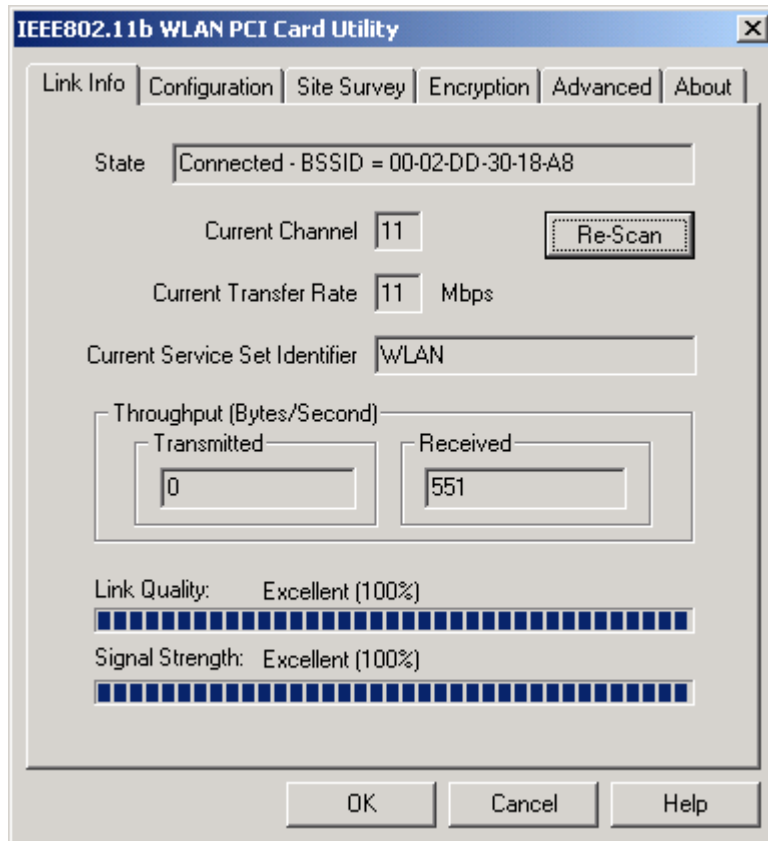 IEEE802.11b WLAN PCI Card Utility
Link Info Configuration Site Survey Encryption Advanced About
State Connected - BSSID = 00-02-DD-30-18-A8
Current Channel 11 Re-Scan
Current Transfer Rate 11 Mbps
Current Service Set Identifier WLAN
Throughput (Bytes/Second)
Transmitted Received
0 551
Link Quality: Excellent (100%)
Signal Strength: Excellent (100%)
OK Cancel Help